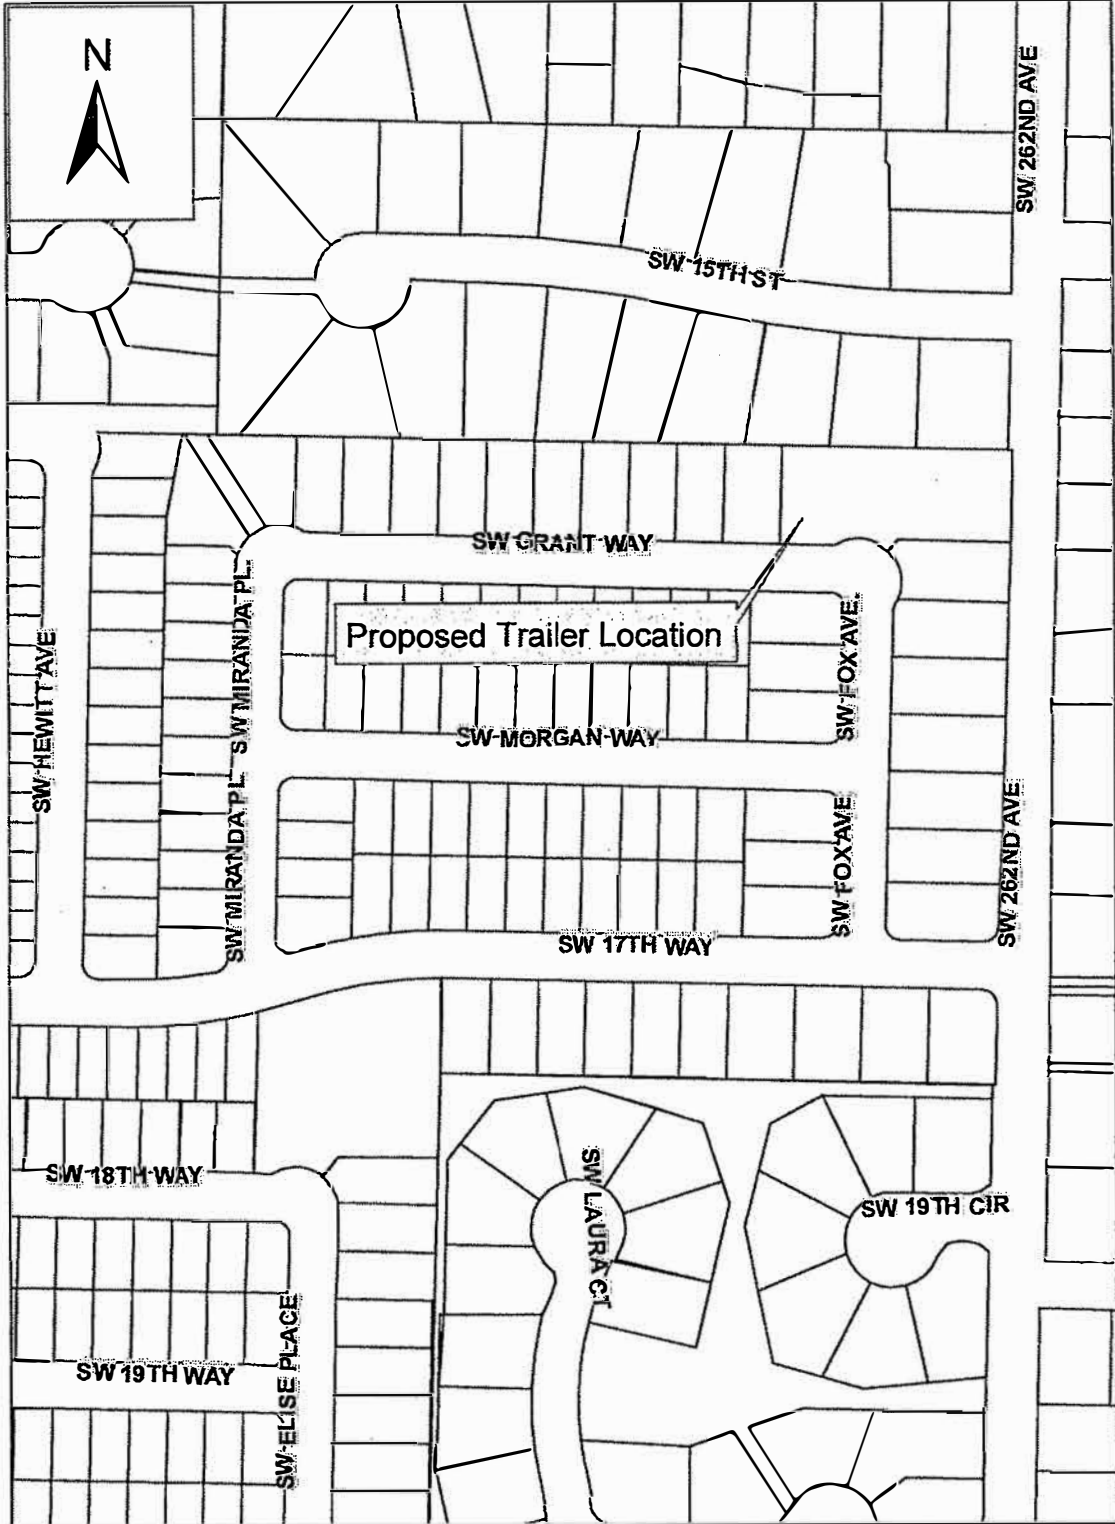 N
SW 262ND AVE
SW 15TH ST
SW GRANT WAY
Proposed Trailer Location
SW MIRANDA PL.
SW FOX AVE.
SW HEWITT AVE
SW MORGAN WAY
SW MIRANDA PL
SW FOX AVE
SW 262ND AVE
SW 17TH WAY
SW 18TH WAY
SW LAURA CT
SW 19TH CIR
SW ELISE PLACE
SW 19TH WAY